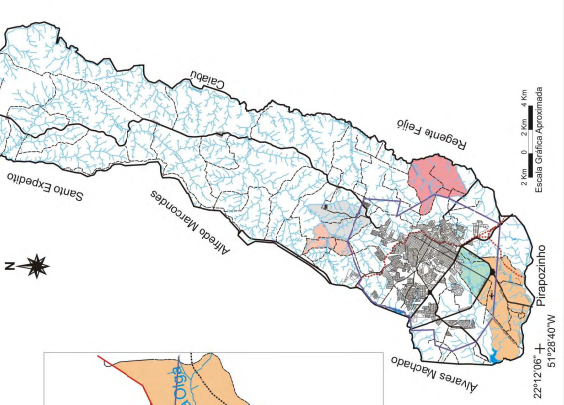 Caiabú
Regente Feijó
4 Km
2 Km
0
2 Km
Escala Gráfica Aproximada
Santo Expedito
Alfredo Marcondes
N
Pirapozinho
Álvares Machado
22°12'06"
51°28'40"W